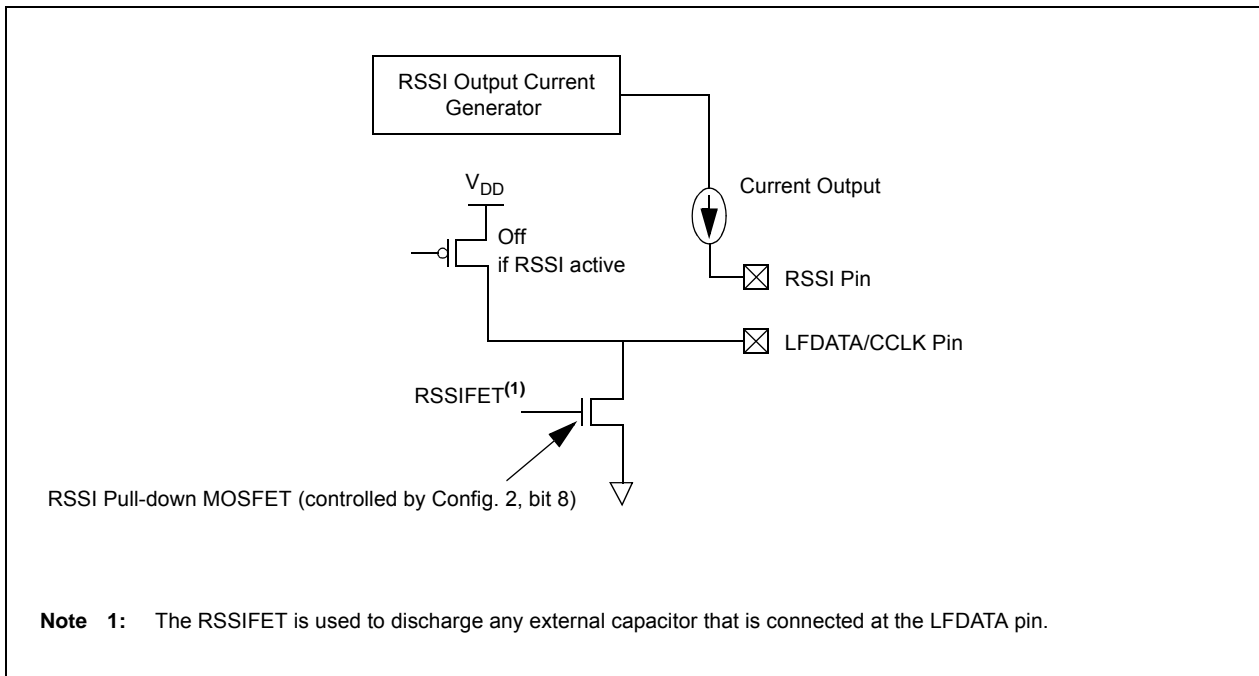 RSSI Output Current
Generator
V_DD
Current Output
Off
if RSSI active
RSSI Pin
LFDATA/CCLK Pin
RSSIFET(1)
RSSI Pull-down MOSFET (controlled by Config. 2, bit 8)
Note 1: The RSSIFET is used to discharge any external capacitor that is connected at the LFDATA pin.